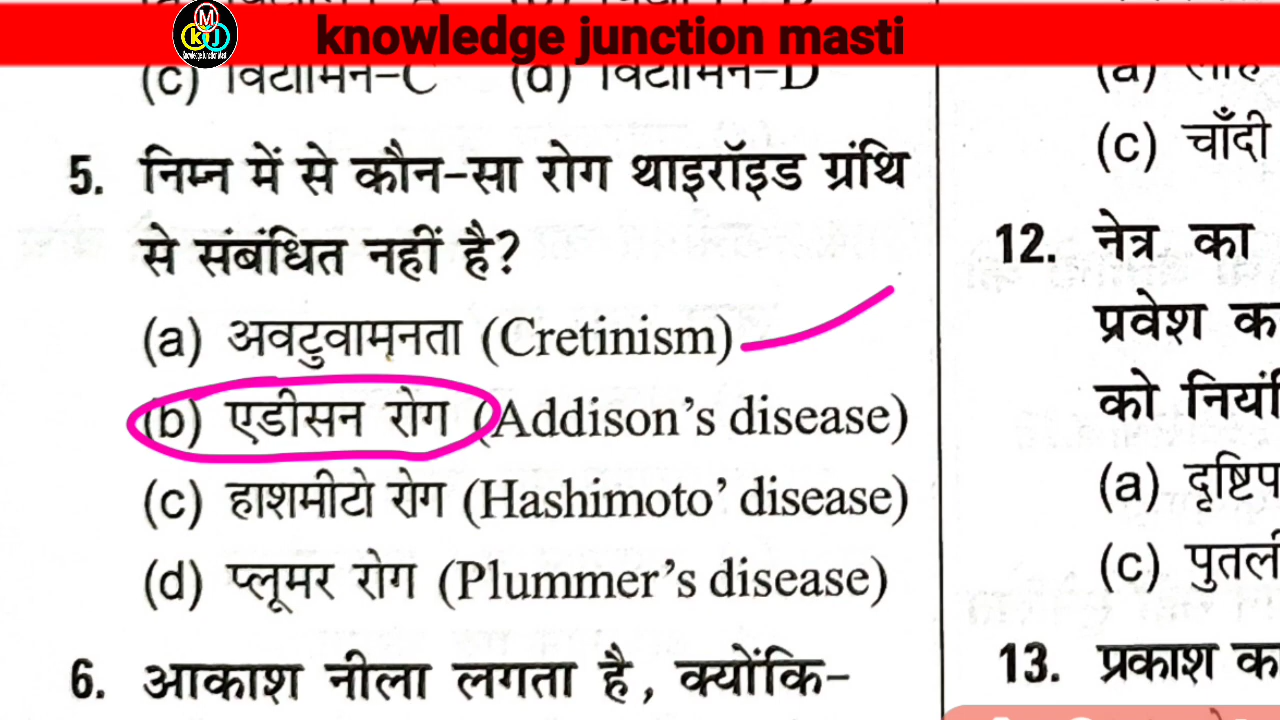 knowledge junction masti
M
K J
(c) विटामिन-C (d) विटामिन-D
5. निम्न में से कौन-सा रोग थाइरॉइड ग्रंथि
से संबंधित नहीं है?
(a) अवटुवामनता (Cretinism)
(b) एडीसन रोग (Addison's disease)
(c) हाशमीटो रोग (Hashimoto' disease)
(d) प्लूमर रोग (Plummer's disease)
6. आकाश नीला लगता है, क्योंकि-
(c) चाँदी
12. नेत्र का
प्रवेश क
को नियं
(a) दृष्टिप
(c) पुतली
13. प्रकाश का